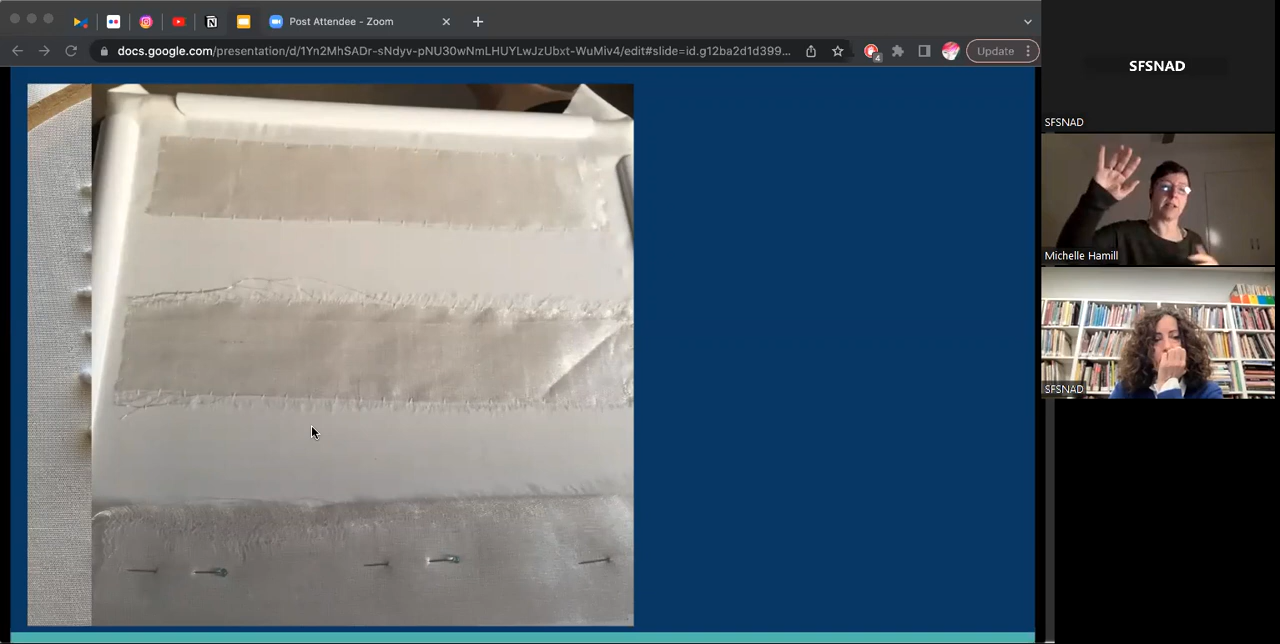 Post Attendee - Zoom
docs.google.com/presentation/d/1Yn2MhSADr-sNdyv-pNU30wNmLHUYLwJzUbxt-WuMiv4/edit#slide=id.g12ba2d1d399...
4
Update
SFSNAD
SFSNAD
Michelle Hamill
SFSNAD